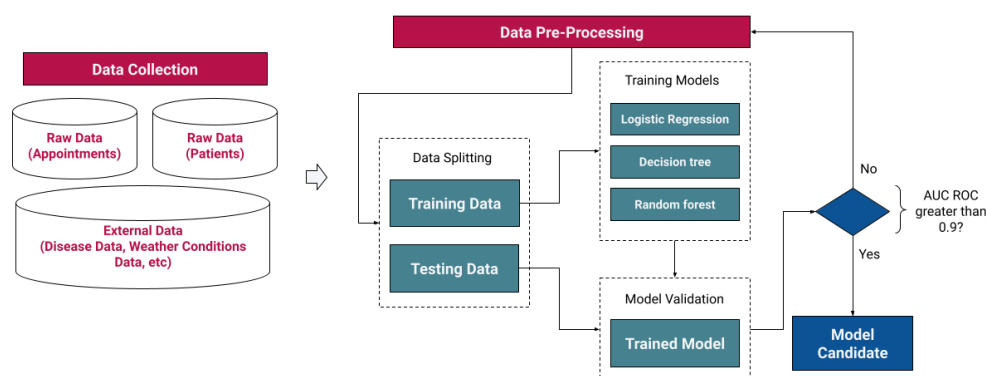 Data Pre-Processing
Data Collection
Raw Data
(Appointments)
Raw Data
(Patients)
External Data
(Disease Data, Weather Conditions
Data, etc)
Data Splitting
Training Data
Testing Data
Training Models
Logistic Regression
Decision tree
Random forest
Model Validation
Trained Model
No
AUC ROC
greater than
0.9?
Yes
Model
Candidate